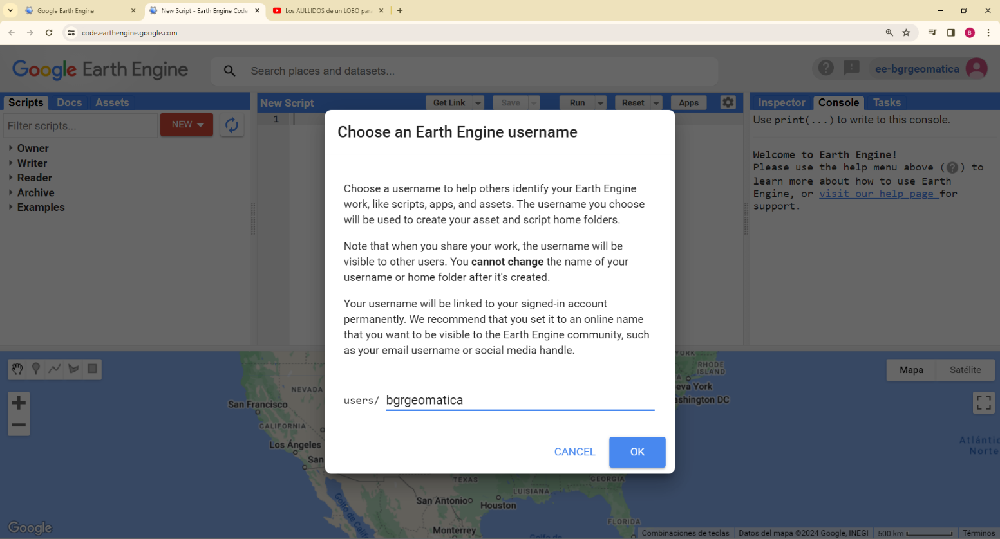 Google Earth Engine
New Script - Earth Engine Code
Los AULLIDOS de un LOBO para
code.earthengine.google.com
B
Google Earth Engine
Search places and datasets...
ee-bgrgeomatica
Scripts Docs Assets
Filter scripts...
NEW
Owner
Writer
Reader
Archive
Examples
New Script
Get Link Save Run Reset Apps
1
Inspector Console Tasks
Use print(...) to write to this console.
Welcome to Earth Engine!
Please use the help menu above (?) to
learn more about how to use Earth
Engine, or visit our help page for
support.
Choose an Earth Engine username
Choose a username to help others identify your Earth Engine
work, like scripts, apps, and assets. The username you choose
will be used to create your asset and script home folders.
Note that when you share your work, the username will be
visible to other users. You cannot change the name of your
username or home folder after it's created.
Your username will be linked to your signed-in account
permanently. We recommend that you set it to an online name
that you want to be visible to the Earth Engine community, such
as your email username or social media handle.
users/ bgrgeomatica
CANCEL OK
Mapa Satélite
NEVADA
San Francisco
CALIFORNIA
Los Ángeles
San
YORK
RHODE
ISLAND
eva York
ashington DC
Atlántic
Norte
TEXAS
GEORGIA
LUISIANA
San Antonio
Houston
FLORIDA
Golfo de Calif
Monterrey
Golfo de
Google
Combinaciones de teclas
Datos del mapa ©2024 Google, INEGI
500 km
Términos